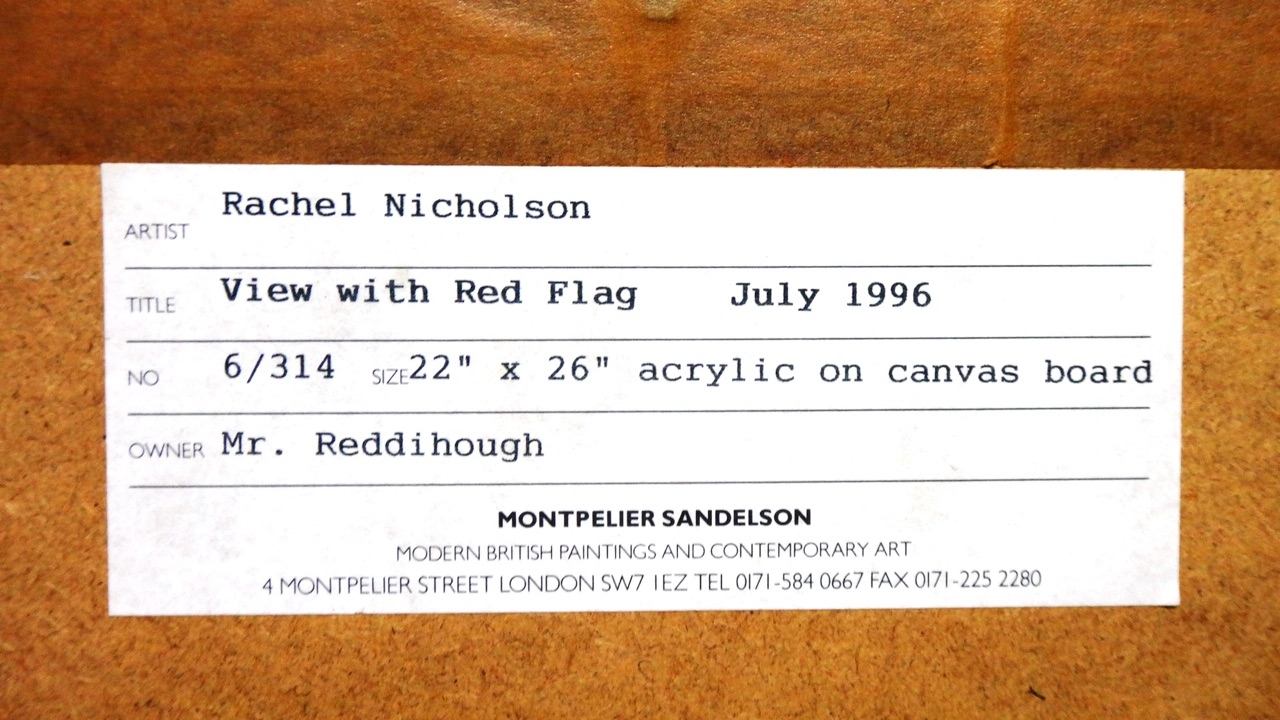 ARTIST Rachel Nicholson
TITLE View with Red Flag July 1996
NO 6/314 SIZE 22" x 26" acrylic on canvas board
OWNER Mr. Reddihough
MONTPELIER SANDELSON
MODERN BRITISH PAINTINGS AND CONTEMPORARY ART
4 MONTPELIER STREET LONDON SW7 1EZ TEL 0171-584 0667 FAX 0171-225 2280